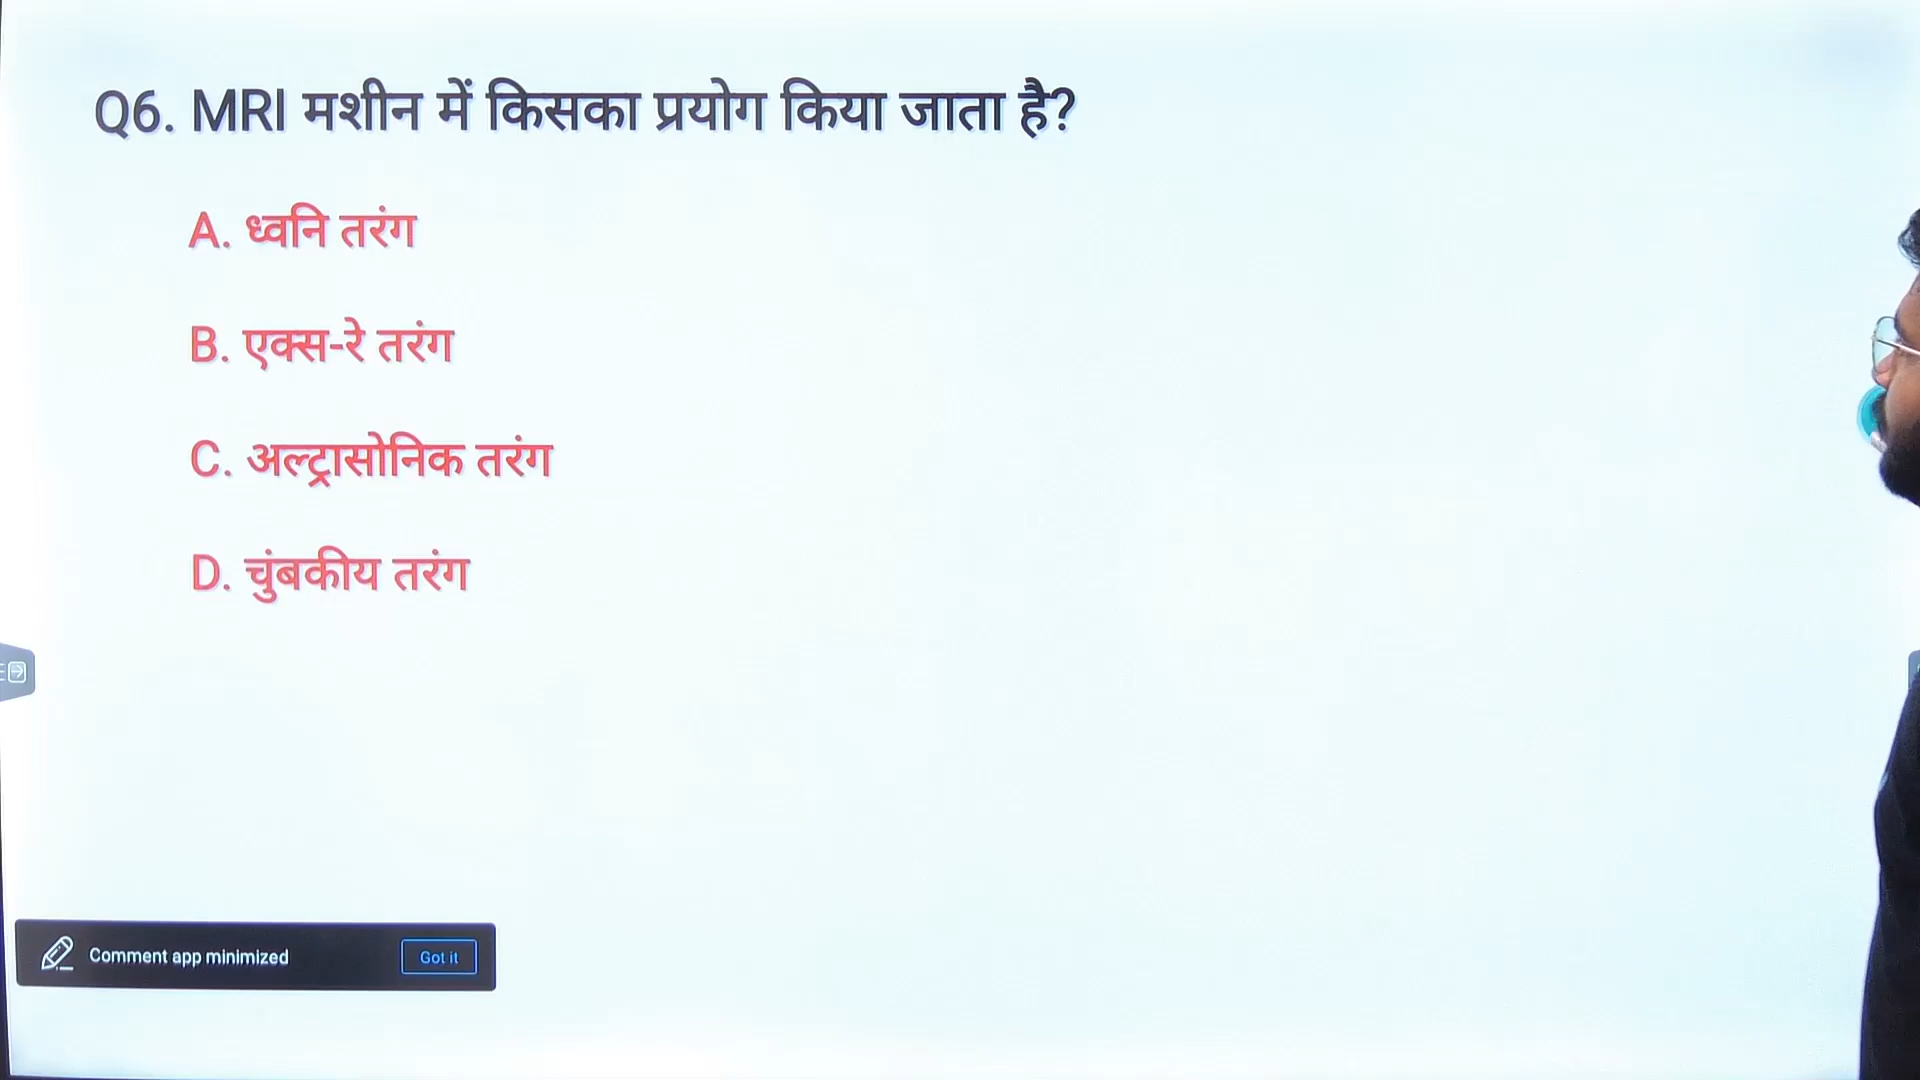 Q6. MRI मशीन में किसका प्रयोग किया जाता है?
A. ध्वनि तरंग
B. एक्स-रे तरंग
C. अल्ट्रासोनिक तरंग
D. चुंबकीय तरंग
Comment app minimized
Got it